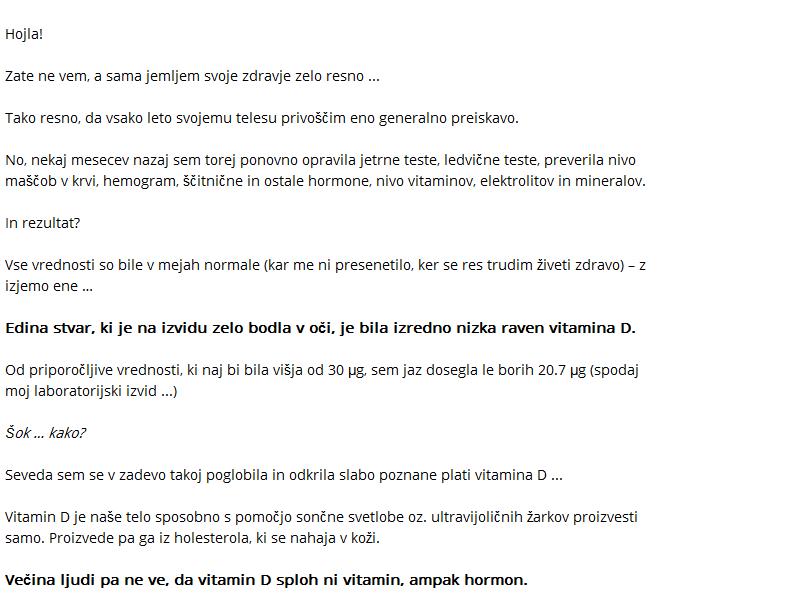 Hojla!
Zate ne vem, a sama jemljem svoje zdravje zelo resno ...
Tako resno, da vsako leto svojemu telesu privoščim eno generalno preiskavo.
No, nekaj mesecev nazaj sem torej ponovno opravila jetrne teste, ledvične teste, preverila nivo
maščob v krvi, hemogram, ščitnične in ostale hormone, nivo vitaminov, elektrolitov in mineralov.
In rezultat?
Vse vrednosti so bile v mejah normale (kar me ni presenetilo, ker se res trudim živeti zdravo) – z
izjemo ene ...
Edina stvar, ki je na izvidu zelo bodla v oči, je bila izredno nizka raven vitamina D.
Od priporočljive vrednosti, ki naj bi bila višja od 30 µg, sem jaz dosegla le borih 20.7 µg (spodaj
moj laboratorijski izvid ...)
Šok ... kako?
Seveda sem se v zadevo takoj poglobila in odkrila slabo poznane plati vitamina D ...
Vitamin D je naše telo sposobno s pomočjo sončne svetlobe oz. ultravijoličnih žarkov proizvesti
samo. Proizvede pa ga iz holesterola, ki se nahaja v koži.
Večina ljudi pa ne ve, da vitamin D sploh ni vitamin, ampak hormon.